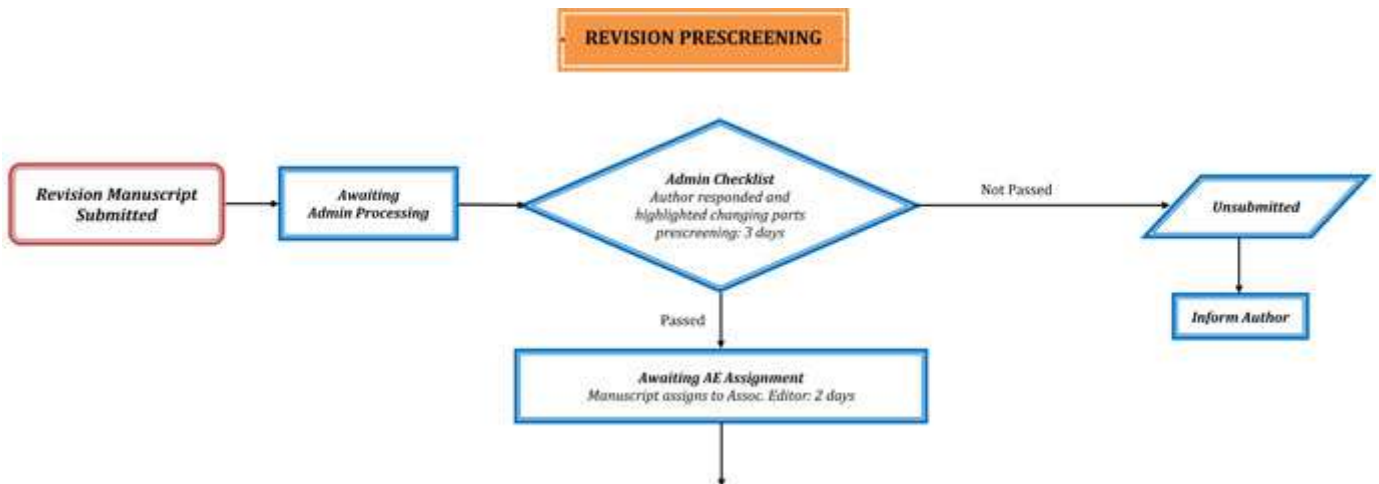 REVISION PRESCREENING
Revision Manuscript
Submitted
Awaiting
Admin Processing
Admin Checklist
Author responded and
highlighted changing parts
prescreening: 3 days
Not Passed
Unsubmitted
Inform Author
Passed
Awaiting AE Assignment
Manuscript assigns to Assoc. Editor: 2 days